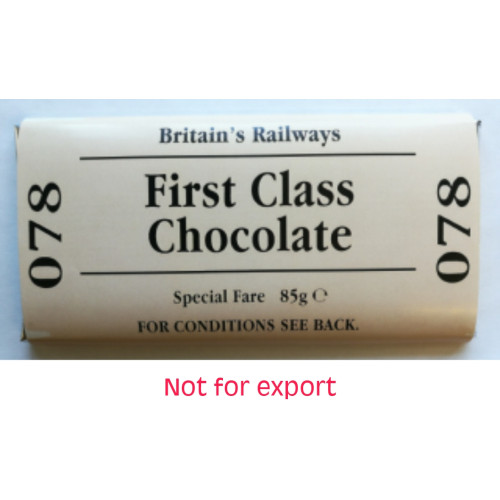 Britain's Railways
078
First Class
Chocolate
078
Special Fare 85g ℮
FOR CONDITIONS SEE BACK.
Not for export